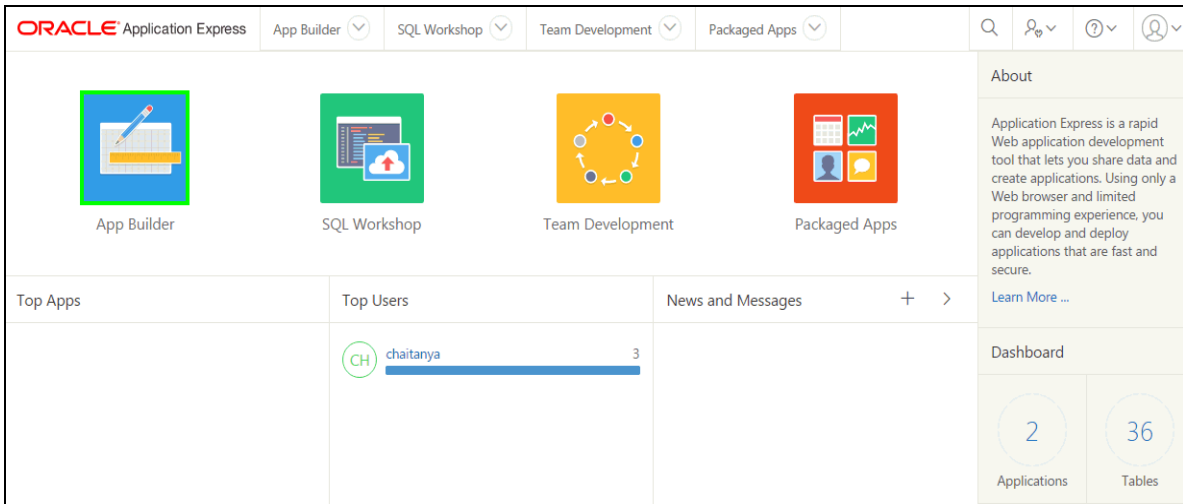 ORACLE Application Express
App Builder
SQL Workshop
Team Development
Packaged Apps
App Builder
SQL Workshop
Team Development
Packaged Apps
Top Apps
Top Users
CH
chaitanya
3
News and Messages
About
Application Express is a rapid
Web application development
tool that lets you share data and
create applications. Using only a
Web browser and limited
programming experience, you
can develop and deploy
applications that are fast and
secure.
Learn More ...
Dashboard
2
Applications
36
Tables